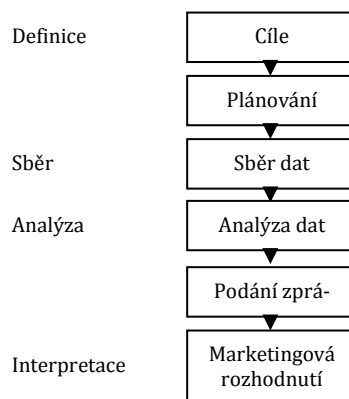 Definice
Cíle
Plánování
Sběr
Sběr dat
Analýza
Analýza dat
Podání zprá-
Interpretace
Marketingová
rozhodnutí